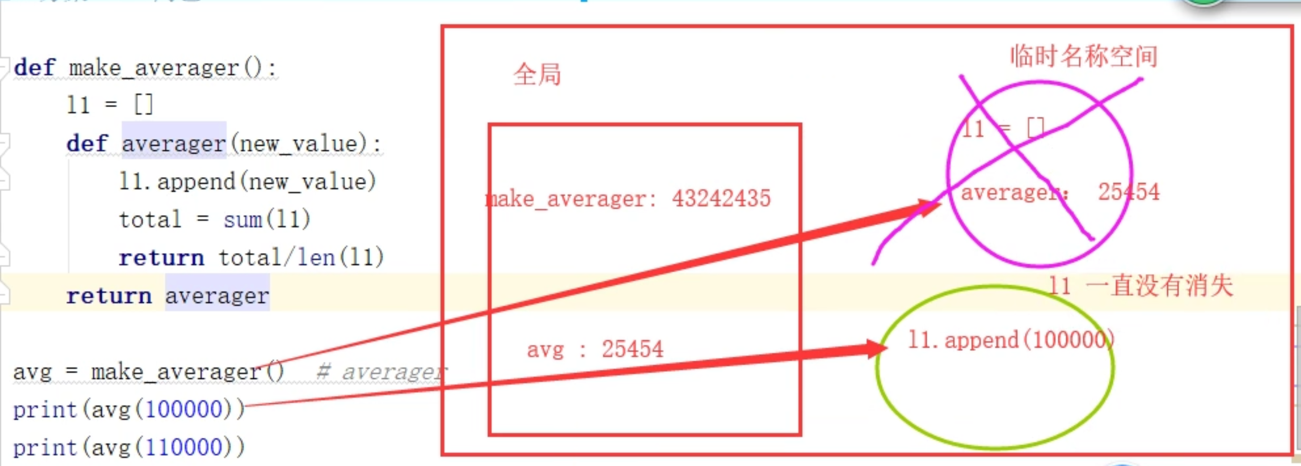 def make_averager():
l1 = []
def averager(new_value):
l1.append(new_value)
total = sum(l1)
return total/len(l1)
return averager
avg = make_averager() # averager
print(avg(100000))
print(avg(110000))
全局
make_averager: 43242435
avg : 25454
临时名称空间
l1 = []
averager: 25454
l1 一直没有消失
l1.append(100000)